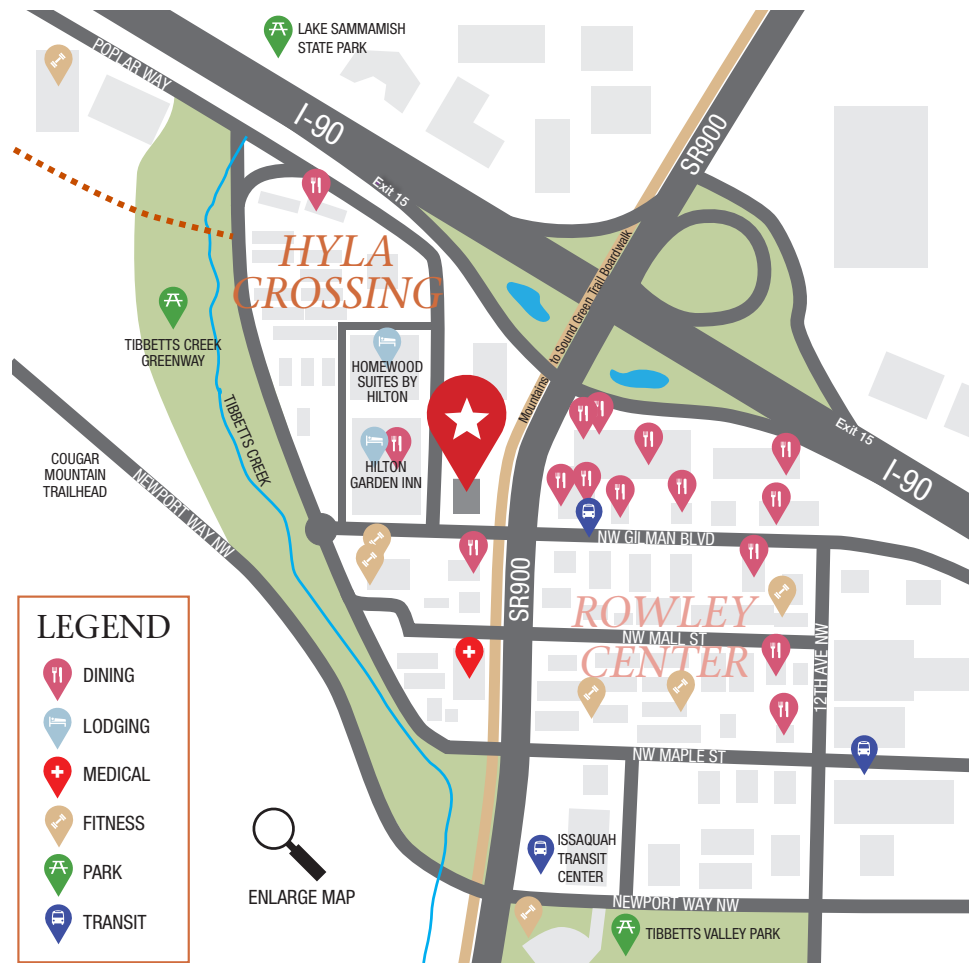 LAKE SAMMAMISH
STATE PARK
POPLAR WAY
I-90
SR900
Exit 15
Mountains to Sound Green Trail Boardwalk
HYLA
CROSSING
TIBBETTS CREEK
GREENWAY
HOMEWOOD
SUITES BY
HILTON
TIBBETTS CREEK
HILTON
GARDEN INN
COUGAR
MOUNTAIN
TRAILHEAD
NEWPORT WAY NW
Exit 15
I-90
NW GILMAN BLVD
SR900
ROWLEY
CENTER
NW MALL ST
12TH AVE NW
NW MAPLE ST
LEGEND
DINING
LODGING
MEDICAL
FITNESS
PARK
TRANSIT
ENLARGE MAP
ISSAQUAH
TRANSIT
CENTER
NEWPORT WAY NW
TIBBETTS VALLEY PARK